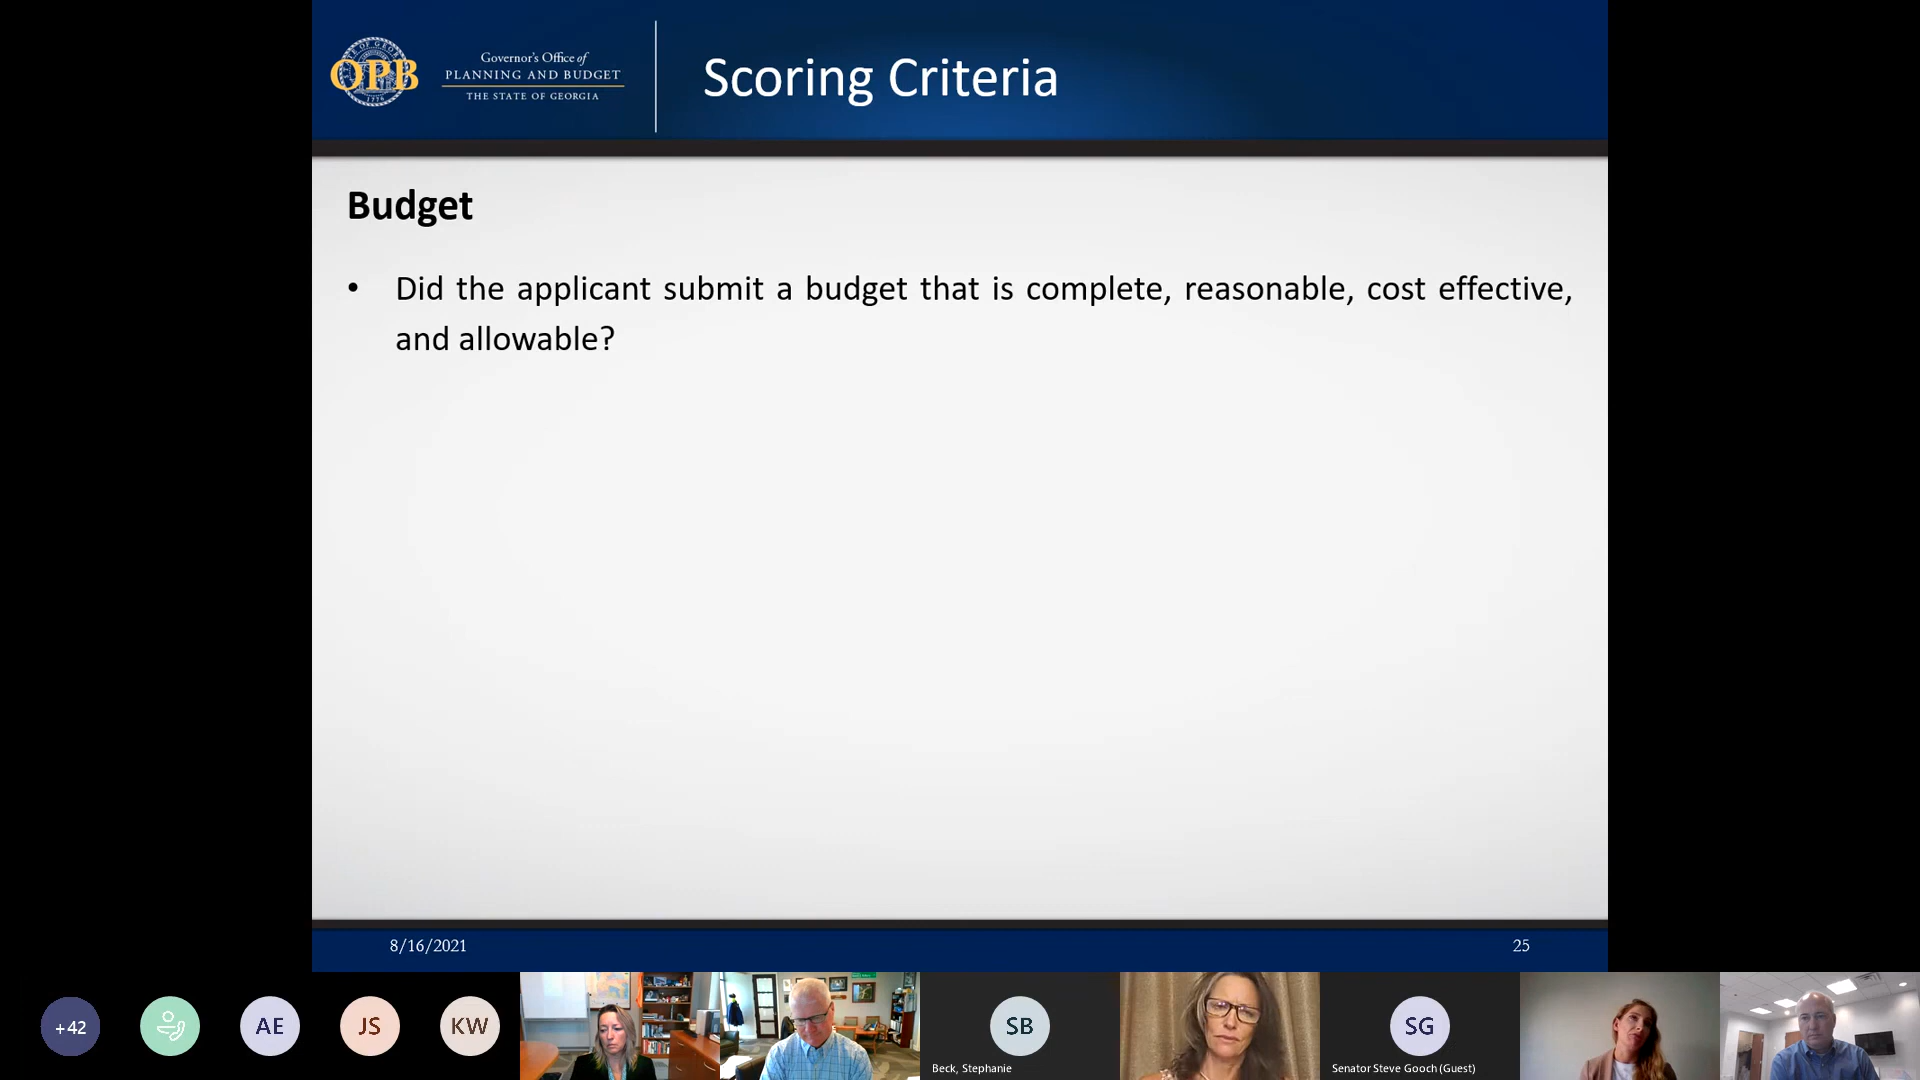 OPB
1776
Governor's Office of
PLANNING AND BUDGET
THE STATE OF GEORGIA
Scoring Criteria
Budget
• Did the applicant submit a budget that is complete, reasonable, cost effective,
and allowable?
8/16/2021
25
+42
AE
JS
KW
SB
Beck, Stephanie
SG
Senator Steve Gooch (Guest)